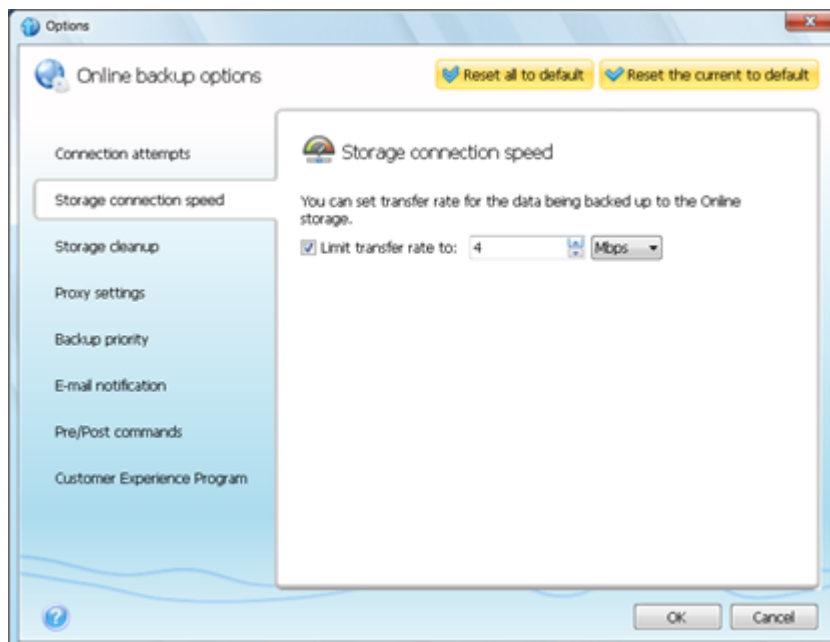 Options
Online backup options
Reset all to default
Reset the current to default
Connection attempts
Storage connection speed
Storage cleanup
Proxy settings
Backup priority
E-mail notification
Pre/Post commands
Customer Experience Program
Storage connection speed
You can set transfer rate for the data being backed up to the Online
storage.
Limit transfer rate to: 4 Mbps
OK
Cancel